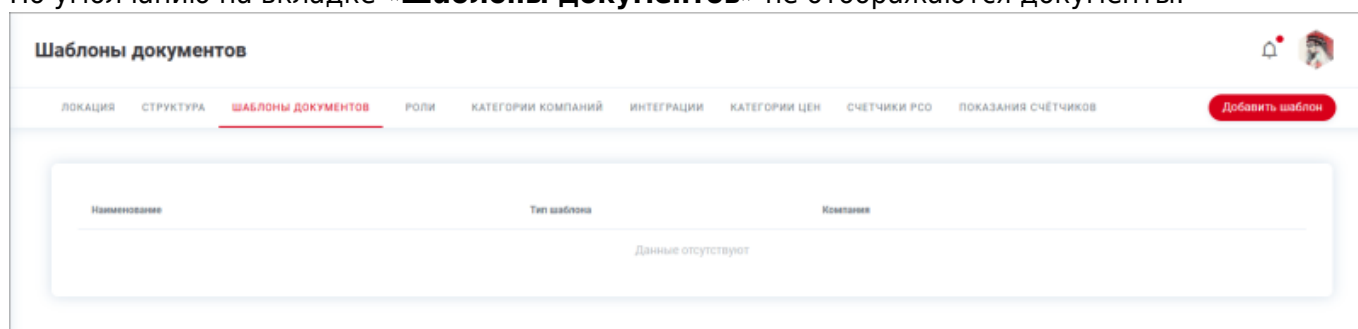 По умолчанию на вкладке «Шаблоны документов» не отображаются документы.
Шаблоны документов
ЛОКАЦИЯ СТРУКТУРА ШАБЛОНЫ ДОКУМЕНТОВ РОЛИ КАТЕГОРИИ КОМПАНИЙ ИНТЕГРАЦИИ КАТЕГОРИИ ЦЕН СЧЕТЧИКИ РСО ПОКАЗАНИЯ СЧЁТЧИКОВ Добавить шаблон
Наименование Тип шаблона Компания
Данные отсутствуют